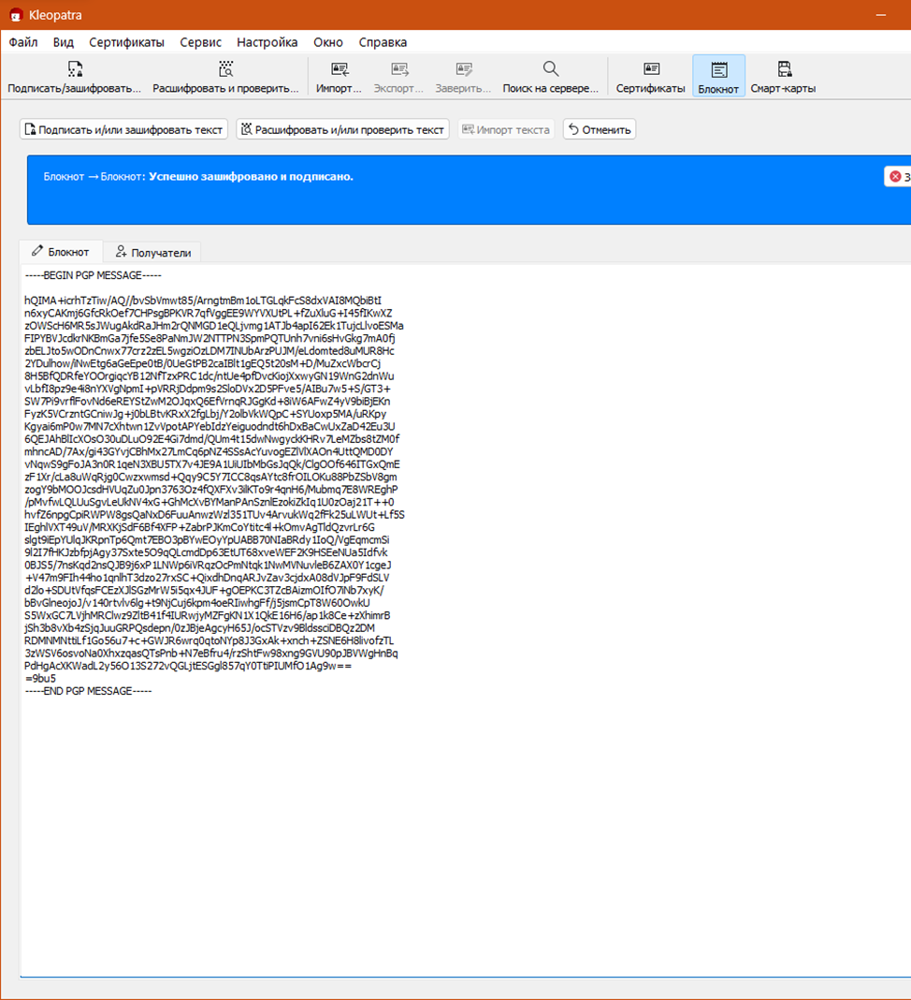 Kleopatra
Файл Вид Сертификаты Сервис Настройка Окно Справка
Подписать/зашифровать... Расшифровать и проверить... Импорт... Экспорт... Заверить... Поиск на сервере... Сертификаты Блокнот Смарт-карты
Подписать и/или зашифровать текст Расшифровать и/или проверить текст Импорт текста Отменить
Блокнот → Блокнот: Успешно зашифровано и подписано.
Блокнот Получатели
-----BEGIN PGP MESSAGE-----
hQIMA+icrhTzTiw/AQ//bvSbVmwt85/ArngtmBm1oLTGLqkFcS8dxVAI8MQbiBtI
n6xyCAKmj6GfcRkOef7CHPsgBPKVR7qfVggEE9WYVXUtPL+fZuXluG+I45fIKwXZ
zOWScH6MR5sJWugAkdRaJHm2rQNMGD1eQLjvmg1ATJb4apI62Ek1TujcLlvoESMa
FIPYBVJcdkrNKBmGa7jfe5Se8PaNmJW2NTTPN3SpmPQTUnh7vni6sHvGkg7mA0fj
zbELJto5wODnCnwx77crz2zEL5wgziOzLDM7INUbArzPUJM/eLdomted8uMUR8Hc
2YDulhow/iNwEtg6aGeEpe0tB/0UeGtPB2caIBlt1gEQ5t20sM+D/MuZxcWbcrCj
8H5BfQDRfeYOOrgiqcYB12NfTzxPRC1dc/ntUe4pfDvcKiojXxwyGN19WnG2dnWu
vLbfI8pz9e4i8nYXVgNpmI+pVRRjDdpm9s2SloDVx2D5PFve5/AIBu7w5+S/GT3+
SW7Pi9vrflFovNd6eREYStZwM2OJqxQ6EfVrnqRJGgKd+8iW6AFwZ4yV9biBjEKn
FyzK5VCrzntGCniwJg+j0bLBtvKRxX2fgLbj/Y2olbVkWQpC+SYUoxp5MA/uRKpy
Kgyai6mP0w7MN7cXhtwn1ZvVpotAPYebIdzYeiguodndt6hDxBaCwUxZaD42Eu3U
6QEJAhBlIcXOsO30uDLuO92E4Gi7dmd/QUm4t15dwNwgyckKHRv7LeMZbs8tZM0f
mhncAD/7Ax/gi43GYvjCBhMx27LmCq6pNZ4SSsAcYuvogEZlVlXAOn4UttQMD0DY
vNqwS9gFoJA3n0R1qeN3XBU5TX7v4JE9A1UiUIbMbGsJqQk/ClgOOf646ITGxQmE
zF1Xr/cLa8uWqRjg0Cwzxwmsd+Qqy9C5Y7ICC8qsAYtc8frOILOKu88PbZSbV8gm
zogY9bMOOJcsdHVUqZu0Jpn3763Oz4fQXFXv3ilKTo9r4qnH6/Mubmq7E8WREghP
/pMvfwLQLUuSgvLeUkNV4xG+GhMcXvBYManPAnSznlEzokiZkIq1U0zOaj21T++0
hvfZ6npgCpiRWPW8gsQaNxD6FuuAnwzWzl351TUv4ArvukWq2fFk25uLWUt+Lf5S
IEghlVXT49uV/MRXKjSdF6Bf4XFP+ZabrPJKmCoYtitc4l+kOmvAgTldQzvrLr6G
slgt9iEpYUlqJKRpnTp6Qmt7EBO3pBYwEOyYpUABB70NIaBRdy1IoQ/VgEqmcmSi
9l2I7fHKJzbfpjAgy37Sxte5O9qQLcmdDp63EtUT68xveWEF2K9HSEeNUa5Idfvk
0BJS5/7nsKqd2nsQJB9j6xP1LNWp6iVRqzOcPmNtqk1NwMVNuvleB6ZAX0Y1cgeJ
+V47m9FIh44ho1qnlhT3dzo27rxSC+QixdhDnqARJvZav3cjdxA08dVJpF9FdSLV
d2lo+SDUtVfqsFCEzXJlSGzMrW5i5qx4JUF+gOEPKC3TZcBAizmOIfO7iNb7xyK/
bBvGlneojoJ/v140rtvlv6lg+t9NjCuj6kpm4oeRIiwhgFf/j5jsmCpT8W60OwkU
S5WxGC7LVjhMRClwz9ZltB41f4IURwjyMZFgKN1X1QkE16H6/ap1k8Ce+zXhimrB
jSh3b8vXb4zSjqJuuGRPQsdepn/0zJBjeAgcyH65J/ocSTVzv9BldssciDBQz2DM
RDMNMNttiLf1Go56u7+c+GWJR6wrq0qtoNYp8J3GxAk+xnch+ZSNE6H8livofzTL
3zWSV6osvoNa0XhxzqasQTsPnb+N7eBfru4/rzShtFw98xng9GVU90pJBVWgHnBq
PdHgAcXKWadL2y56O13S272vQGLjtESGgl857qY0TtiPIUMfO1Ag9w==
=9bu5
-----END PGP MESSAGE-----